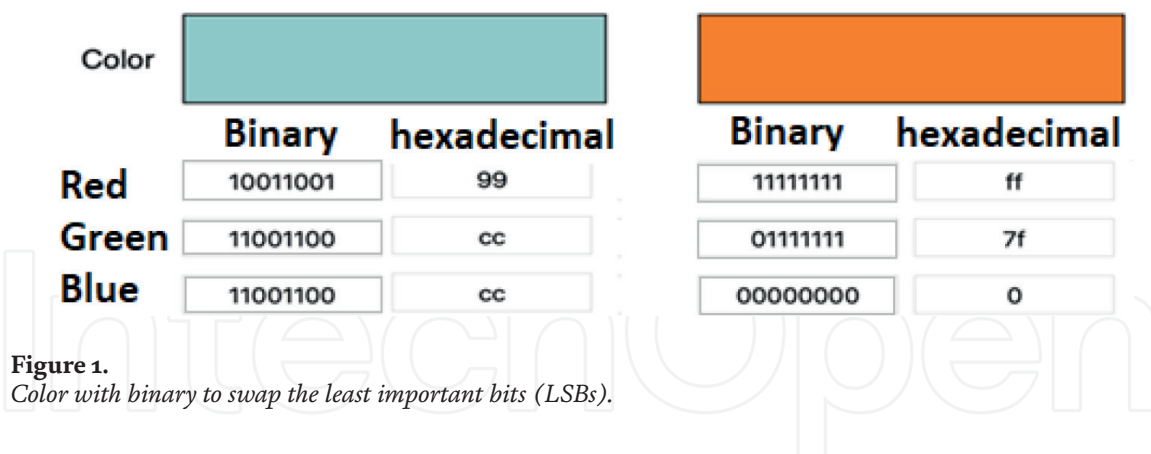 Color
Binary hexadecimal Binary hexadecimal
Red 10011001 99 11111111 ff
Green 11001100 cc 01111111 7f
Blue 11001100 cc 00000000 0
Figure 1.
Color with binary to swap the least important bits (LSBs).
IntechOpen